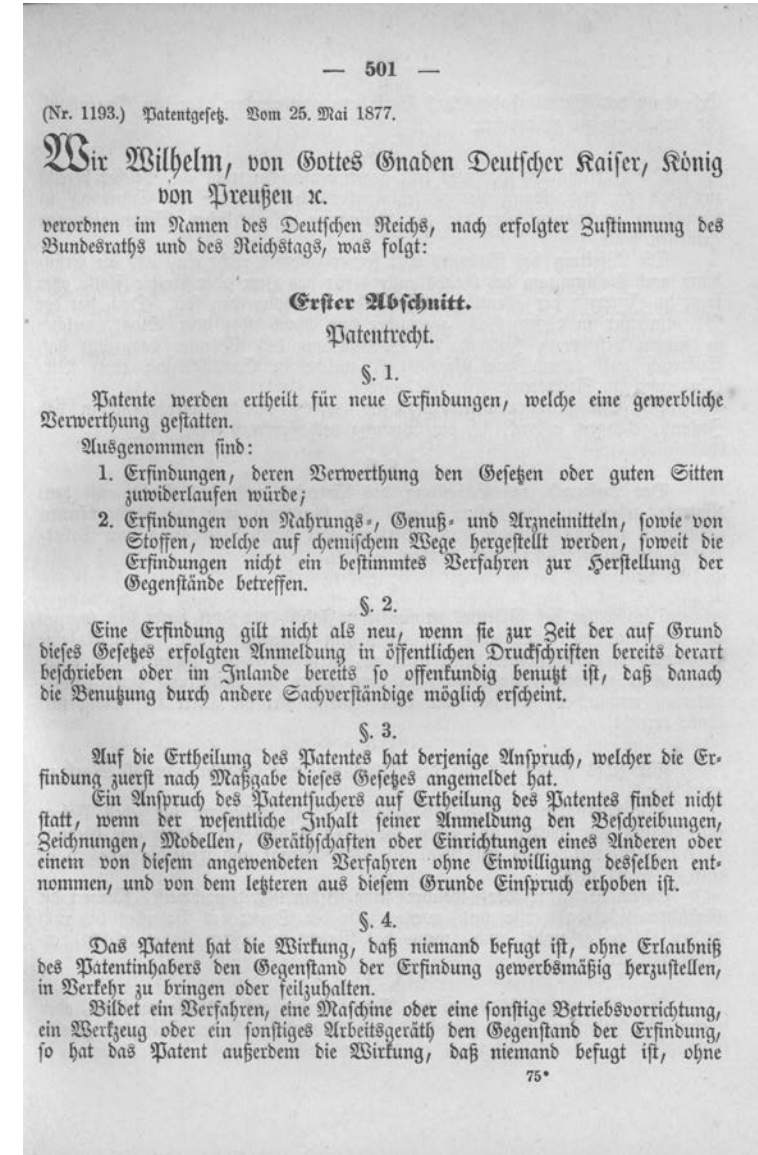 — 501 —
(Nr. 1193.) Patentgesetz. Vom 25. Mai 1877.
Wir Wilhelm, von Gottes Gnaden Deutscher Kaiser, König
von Preußen ꝛc.
verordnen im Namen des Deutschen Reichs, nach erfolgter Zustimmung des
Bundesraths und des Reichstags, was folgt:
Erster Abschnitt.
Patentrecht.
§. 1.
Patente werden ertheilt für neue Erfindungen, welche eine gewerbliche
Verwerthung gestatten.
Ausgenommen sind:
1. Erfindungen, deren Verwerthung den Gesetzen oder guten Sitten
zuwiderlaufen würde;
2. Erfindungen von Nahrungs-, Genuß- und Arzneimitteln, sowie von
Stoffen, welche auf chemischem Wege hergestellt werden, soweit die
Erfindungen nicht ein bestimmtes Verfahren zur Herstellung der
Gegenstände betreffen.
§. 2.
Eine Erfindung gilt nicht als neu, wenn sie zur Zeit der auf Grund
dieses Gesetzes erfolgten Anmeldung in öffentlichen Druckschriften bereits derart
beschrieben oder im Inlande bereits so offenkundig benutzt ist, daß danach
die Benutzung durch andere Sachverständige möglich erscheint.
§. 3.
Auf die Ertheilung des Patentes hat derjenige Anspruch, welcher die Er-
findung zuerst nach Maßgabe dieses Gesetzes angemeldet hat.
Ein Anspruch des Patentsuchers auf Ertheilung des Patentes findet nicht
statt, wenn der wesentliche Inhalt seiner Anmeldung den Beschreibungen,
Zeichnungen, Modellen, Geräthschaften oder Einrichtungen eines Anderen oder
einem von diesem angewendeten Verfahren ohne Einwilligung desselben ent-
nommen, und von dem letzteren aus diesem Grunde Einspruch erhoben ist.
§. 4.
Das Patent hat die Wirkung, daß niemand befugt ist, ohne Erlaubniß
des Patentinhabers den Gegenstand der Erfindung gewerbsmäßig herzustellen,
in Verkehr zu bringen oder feilzuhalten.
Bildet ein Verfahren, eine Maschine oder eine sonstige Betriebsvorrichtung,
ein Werkzeug oder ein sonstiges Arbeitsgeräth den Gegenstand der Erfindung,
so hat das Patent außerdem die Wirkung, daß niemand befugt ist, ohne
75*